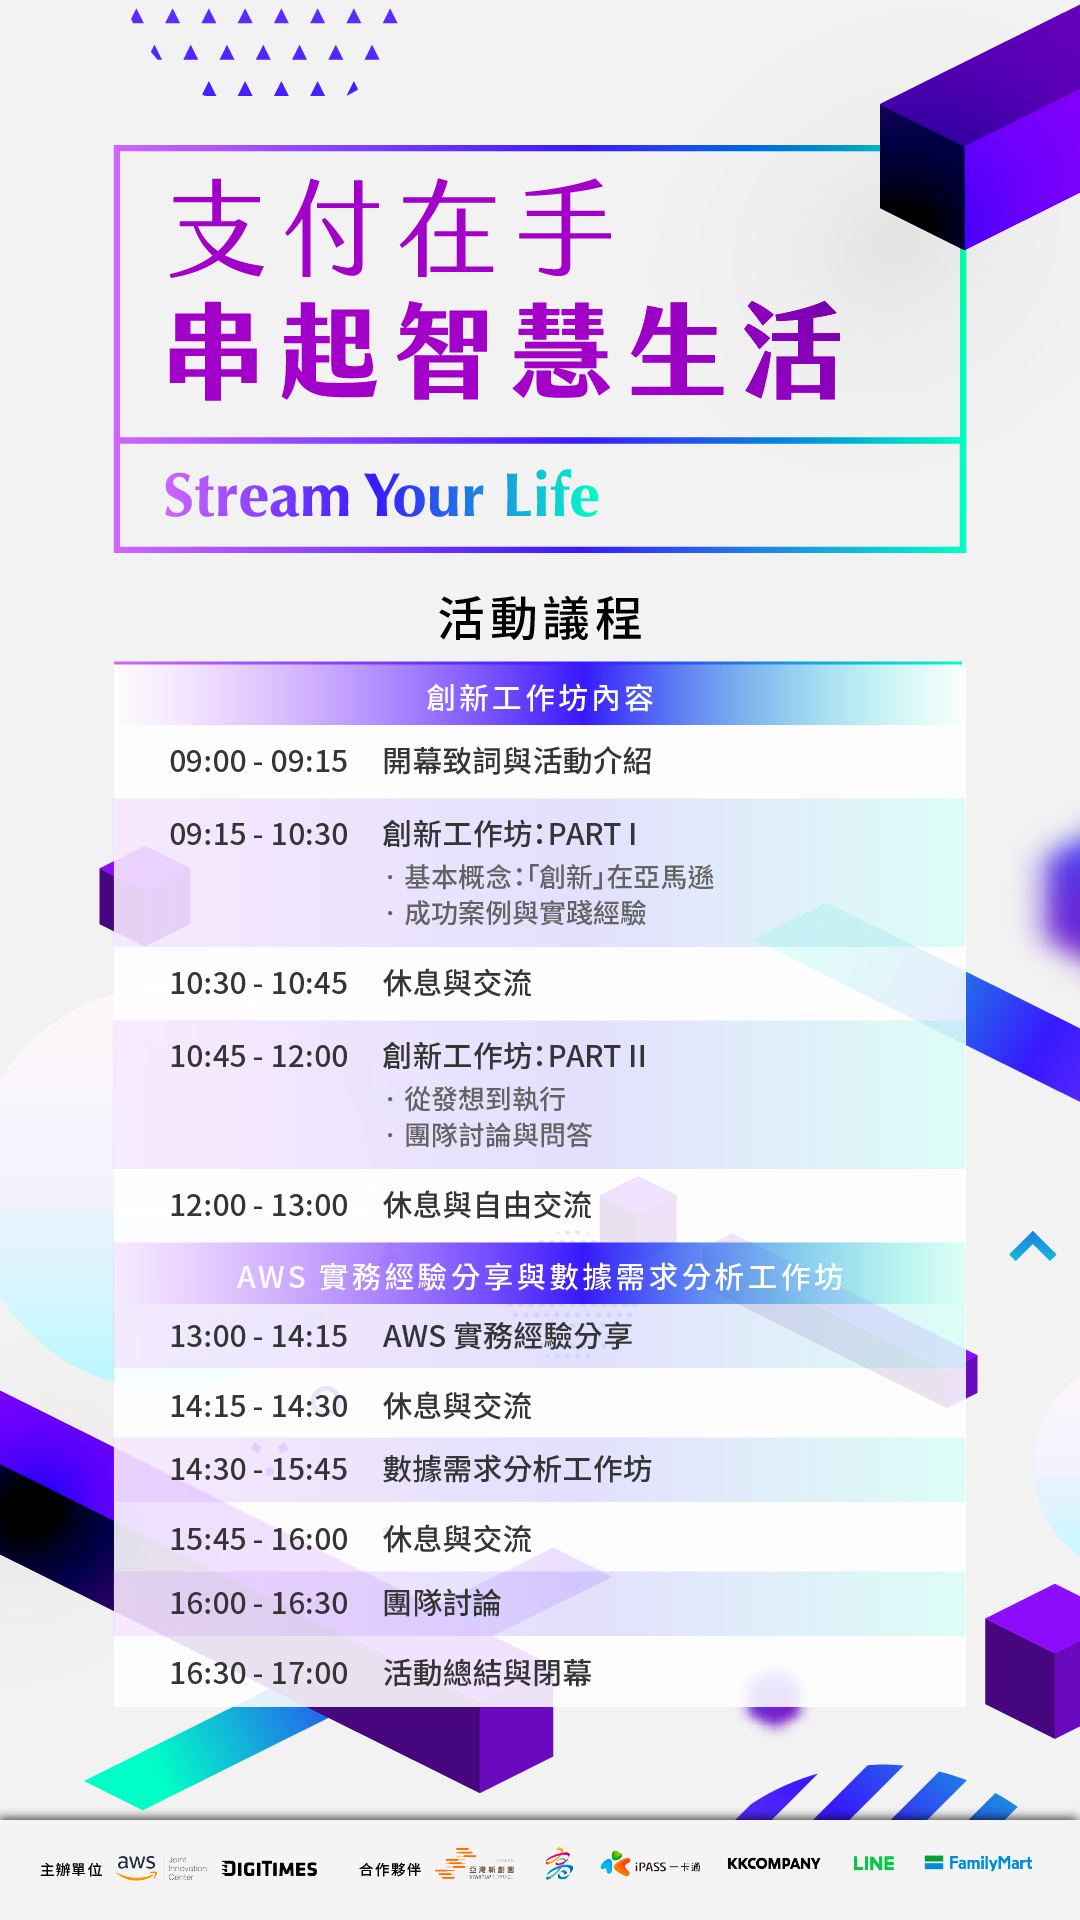 支付在手
串起智慧生活
Stream Your Life
活動議程
創新工作坊內容
09:00 - 09:15 開幕致詞與活動介紹
09:15 - 10:30 創新工作坊：PART I
· 基本概念：「創新」在亞馬遜
· 成功案例與實踐經驗
10:30 - 10:45 休息與交流
10:45 - 12:00 創新工作坊：PART II
· 從發想到執行
· 團隊討論與問答
12:00 - 13:00 休息與自由交流
AWS 實務經驗分享與數據需求分析工作坊
13:00 - 14:15 AWS 實務經驗分享
14:15 - 14:30 休息與交流
14:30 - 15:45 數據需求分析工作坊
15:45 - 16:00 休息與交流
16:00 - 16:30 團隊討論
16:30 - 17:00 活動總結與閉幕
主辦單位 aws Joint Innovation Center DIGITIMES 合作夥伴 亞灣新創園 STARTUP TERRACE iPASS 一卡通 KKCOMPANY LINE FamilyMart